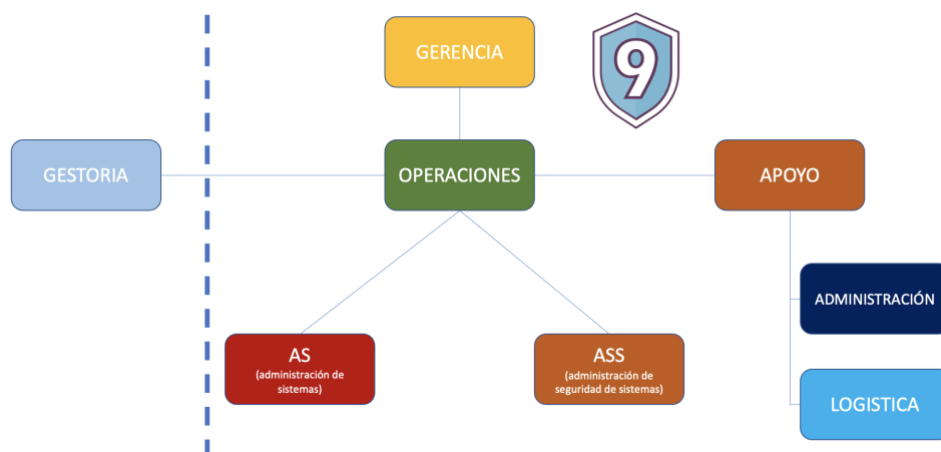 GERENCIA
9
GESTORIA
OPERACIONES
APOYO
ADMINISTRACIÓN
AS
(administración de
sistemas)
ASS
(administración de
seguridad de sistemas)
LOGISTICA